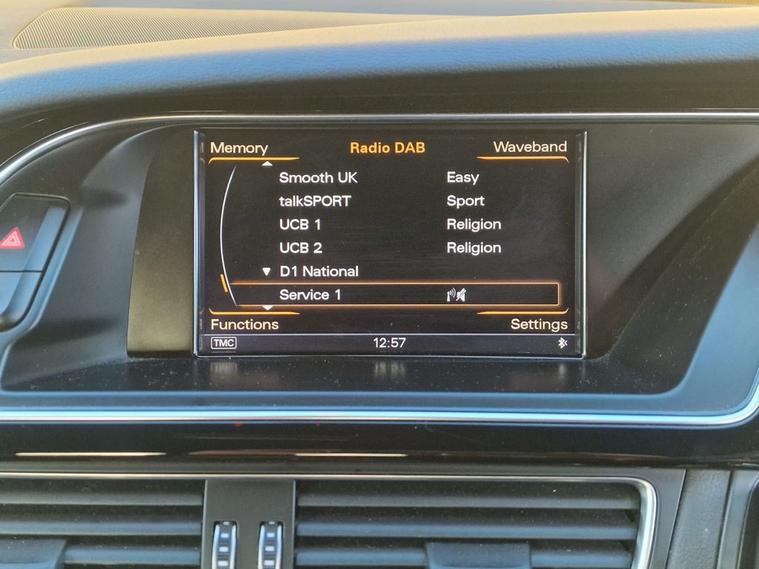 Memory Radio DAB Waveband
Smooth UK Easy
talkSPORT Sport
UCB 1 Religion
UCB 2 Religion
D1 National
Service 1
Functions Settings
TMC 12:57